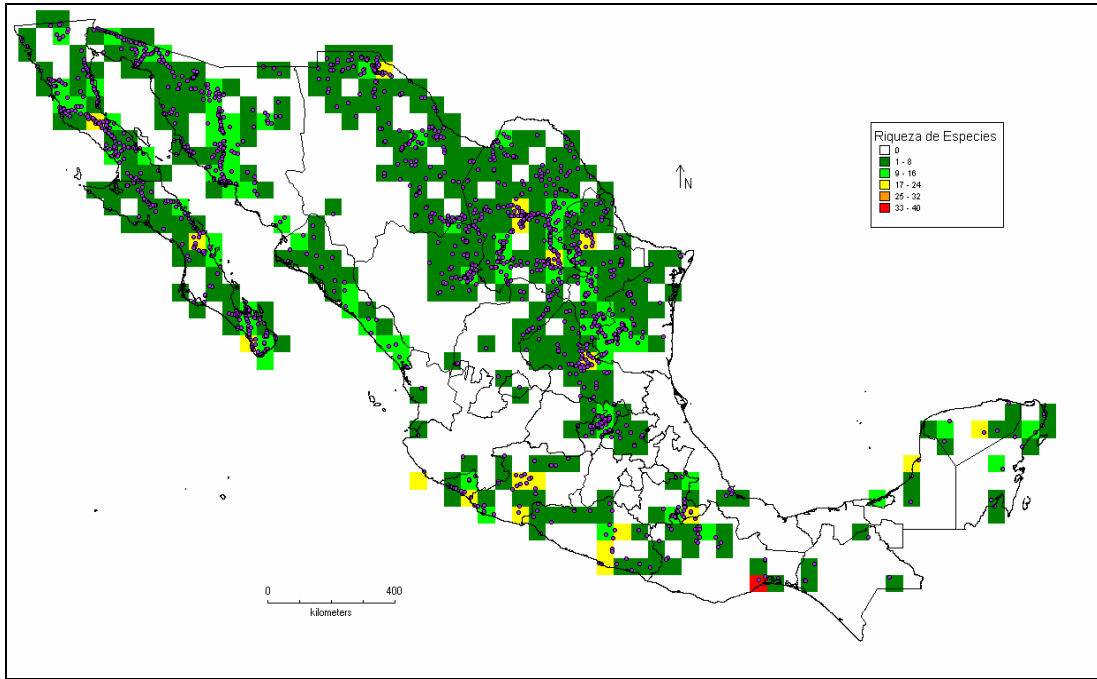 Riqueza de Especies
0
1 - 8
9 - 16
17 - 24
25 - 32
33 - 40
N
0 400
kilometers